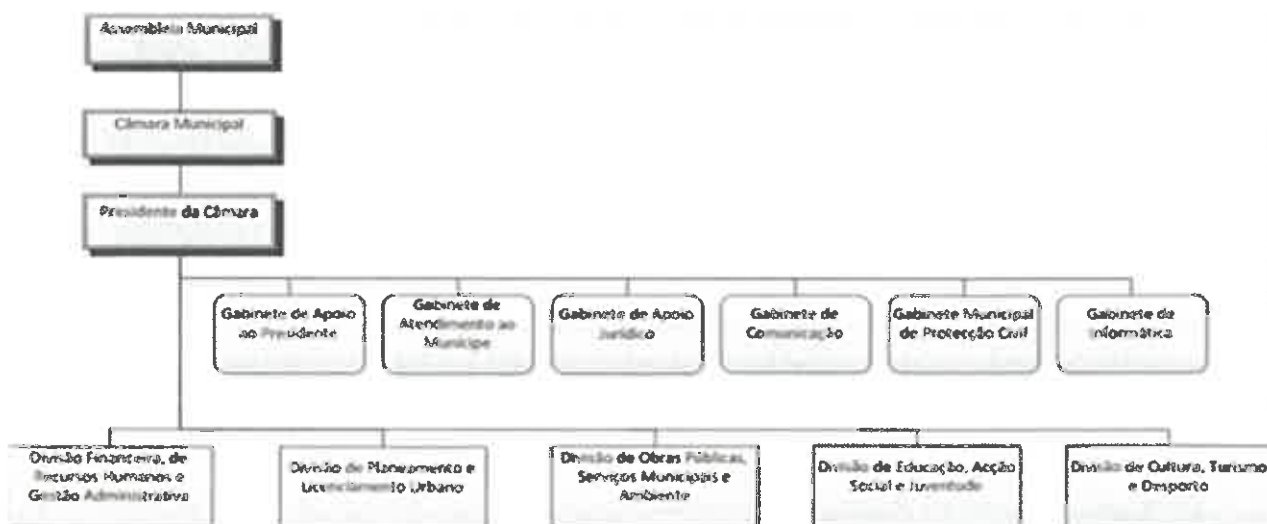 Assembleia Municipal
Câmara Municipal
Presidente da Câmara
Gabinete de Apoio
ao Presidente
Gabinete de
Atendimento ao
Munícipe
Gabinete de Apoio
Jurídico
Gabinete de
Comunicação
Gabinete Municipal
de Protecção Civil
Gabinete de
Informática
Divisão Financeira, de
Recursos Humanos e
Gestão Administrativa
Divisão de Planeamento e
Licenciamento Urbano
Divisão de Obras Públicas,
Serviços Municipais e
Ambiente
Divisão de Educação, Acção
Social e Juventude
Divisão de Cultura, Turismo
e Desporto